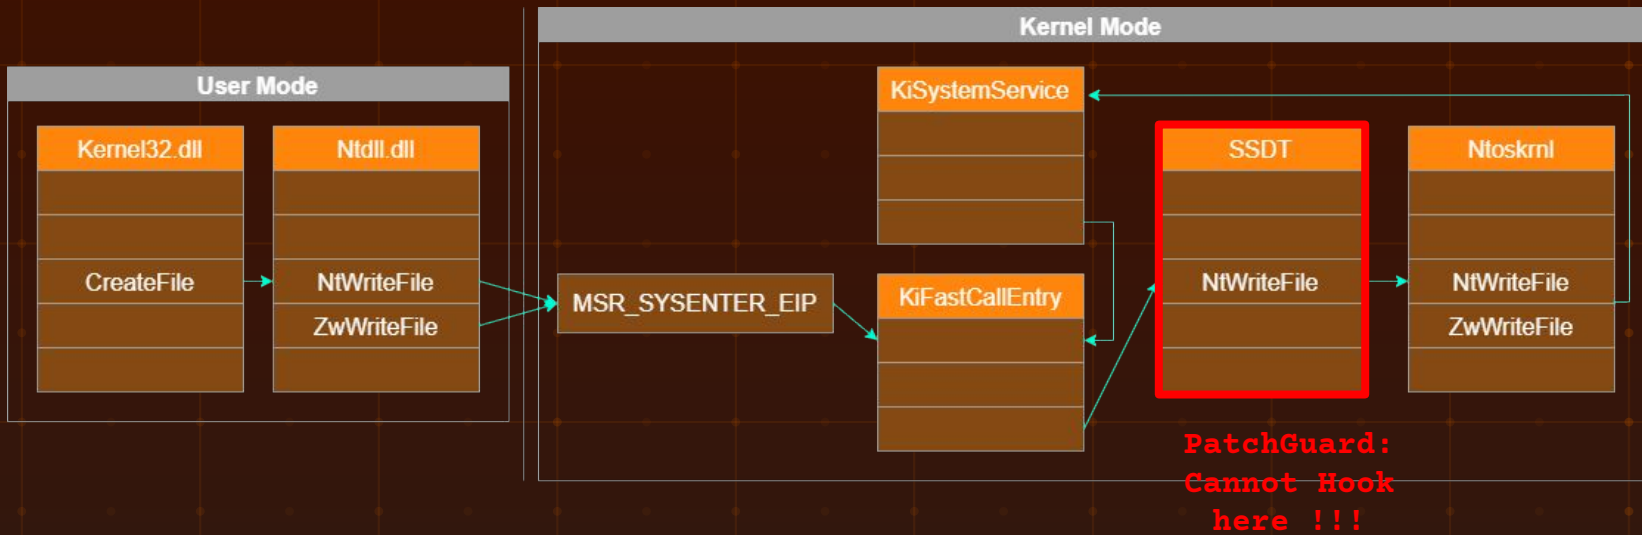 Kernel Mode
User Mode
Kernel32.dll
CreateFile
Ntdll.dll
NtWriteFile
ZwWriteFile
MSR_SYSENTER_EIP
KiSystemService
KiFastCallEntry
SSDT
NtWriteFile
Ntoskrnl
NtWriteFile
ZwWriteFile
PatchGuard:
Cannot Hook
here !!!